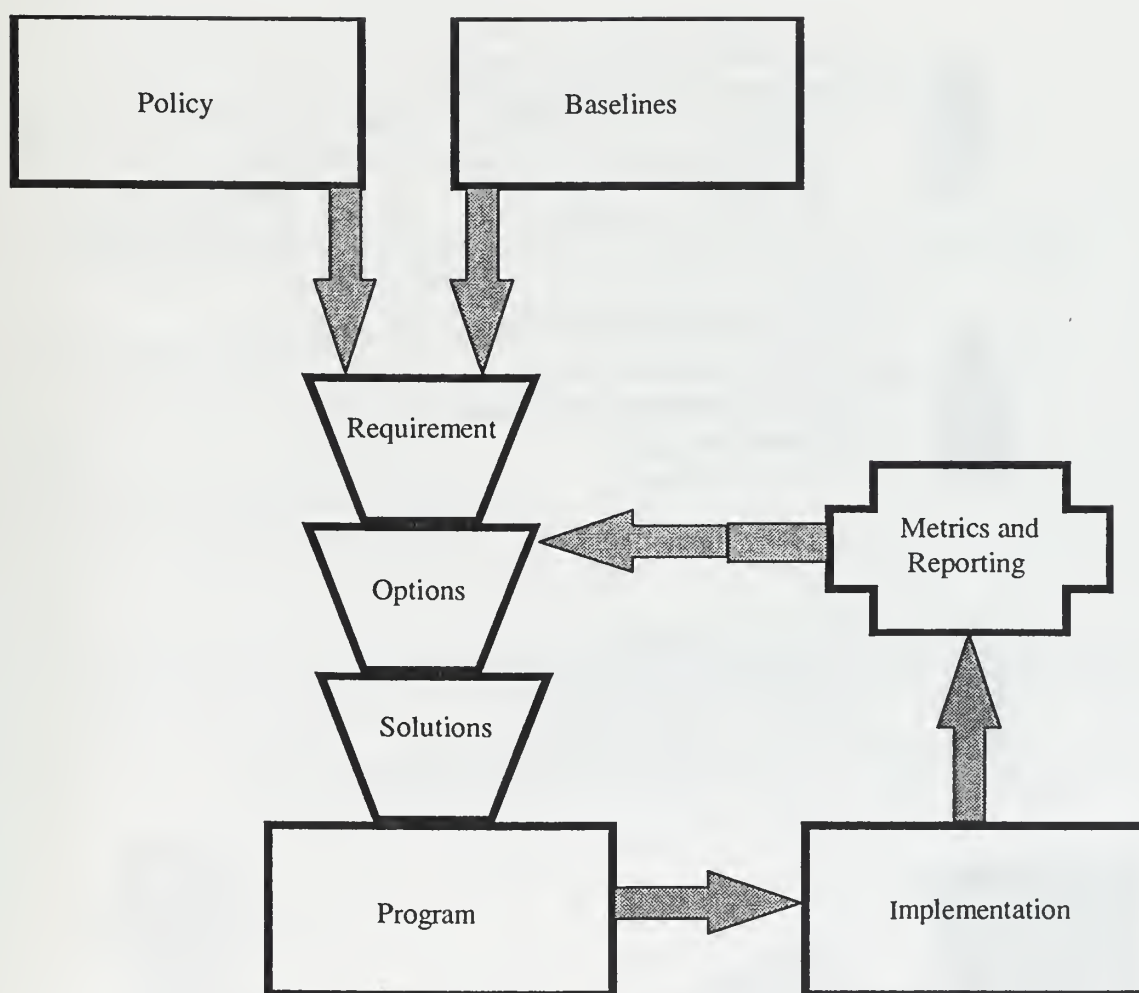 Policy
Baselines
Requirement
Options
Metrics and
Reporting
Solutions
Program
Implementation